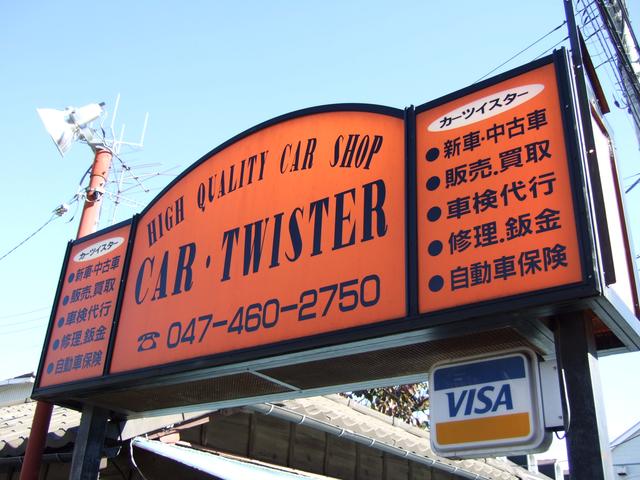 カーツイスター
●新車・中古車
●販売.買取
●車検代行
●修理.鈑金
●自動車保険
HIGH QUALITY CAR SHOP
CAR・TWISTER
☎ 047-460-2750
カーツイスター
●新車・中古車
●販売.買取
●車検代行
●修理.鈑金
●自動車保険
VISA